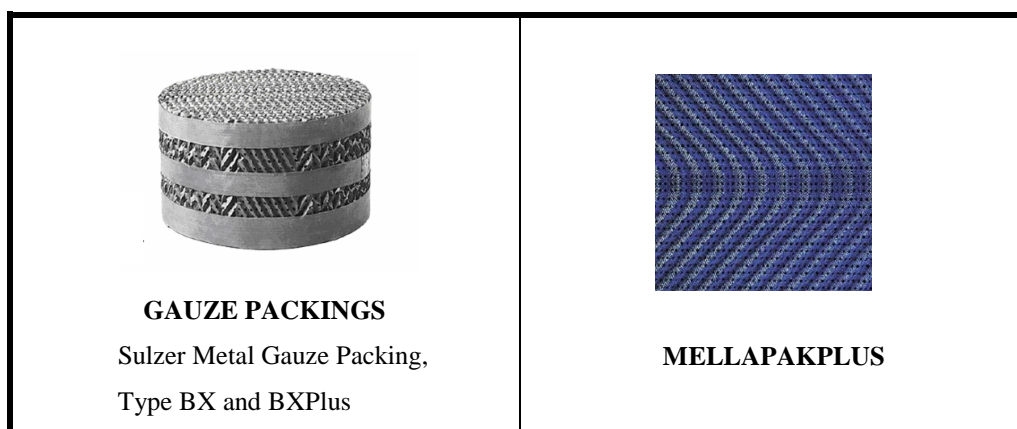 GAUZE PACKINGS
Sulzer Metal Gauze Packing,
Type BX and BXPlus
MELLAPAKPLUS